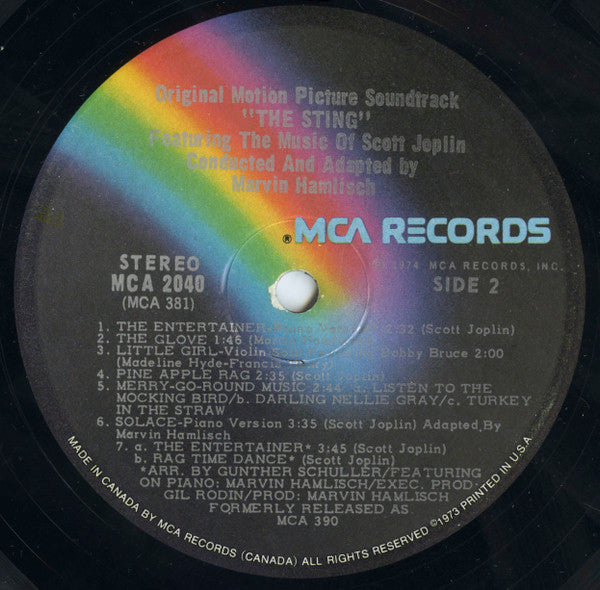 Original Motion Picture Soundtrack
"THE STING"
Featuring The Music Of Scott Joplin
Conducted And Adapted by
Marvin Hamlisch
® MCA RECORDS
1974 MCA RECORDS, INC.
STEREO
MCA 2040
(MCA 381)
SIDE 2
1. THE ENTERTAINER-Piano Version 2:32 (Scott Joplin)
2. THE GLOVE 1:46 (Marvin Hamlisch)
3. LITTLE GIRL-Violin Bobby Bruce 2:00
(Madeline Hyde-Francis
4. PINE APPLE RAG 2:35 (Scott Joplin)
5. MERRY-GO-ROUND MUSIC 2:44 a. LISTEN TO THE
MOCKING BIRD/b. DARLING NELLIE GRAY/c. TURKEY
IN THE STRAW
6. SOLACE-Piano Version 3:35 (Scott Joplin) Adapted By
Marvin Hamlisch
7. a. THE ENTERTAINER* 3:45 (Scott Joplin)
b. RAG TIME DANCE* (Scott Joplin)
*ARR. BY GUNTHER SCHULLER/FEATURING
ON PIANO: MARVIN HAMLISCH/EXEC. PROD:
GIL RODIN/PROD: MARVIN HAMLISCH
FORMERLY RELEASED AS
MCA 390
MADE IN CANADA BY MCA RECORDS (CANADA) ALL RIGHTS RESERVED ©1973 PRINTED IN U.S.A.